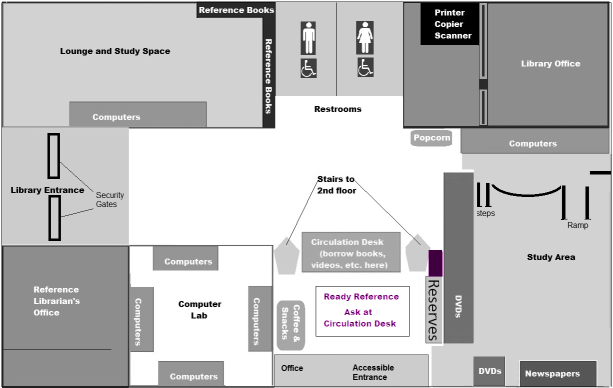 Reference Books
Printer
Copier
Scanner
Lounge and Study Space
Reference Books
Library Office
Computers
Restrooms
Popcorn
Computers
Library Entrance
Security
Gates
Stairs to
2nd floor
steps
Ramp
Circulation Desk
(borrow books,
videos. etc. here)
Study Area
Computers
Reference
Librarian's
Office
Computers
Computer
Lab
Computers
Coffee &
Snacks
Ready Reference
Ask at
Circulation Desk
Reserves
DVDs
Computers
Office
Accessible
Entrance
DVDs
Newspapers